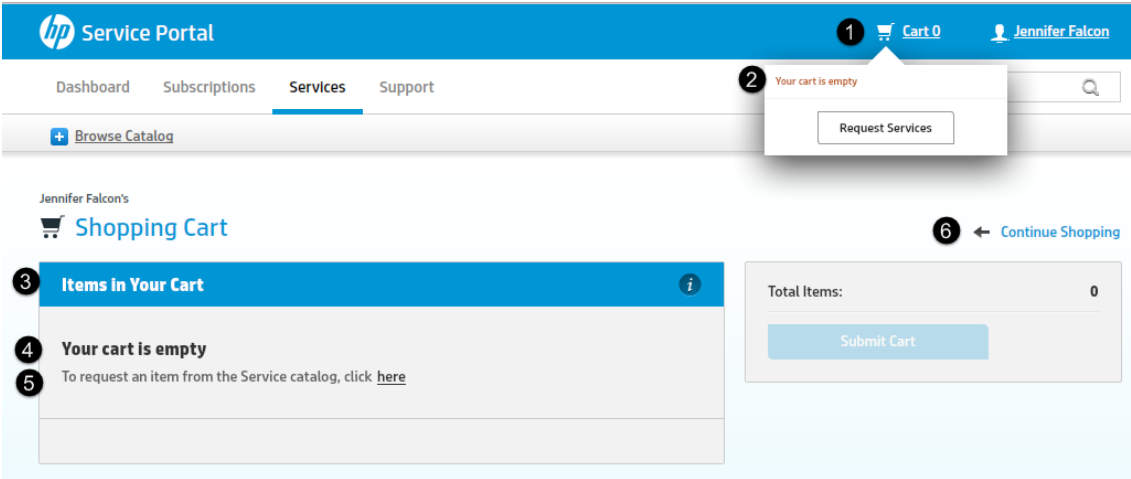 hp Service Portal
1 Cart 0 Jennifer Falcon
Dashboard Subscriptions Services Support
2 Your cart is empty
Request Services
Browse Catalog
Jennifer Falcon's
Shopping Cart
6 Continue Shopping
3 Items in Your Cart i
Total Items: 0
Submit Cart
4 Your cart is empty
5 To request an item from the Service catalog, click here